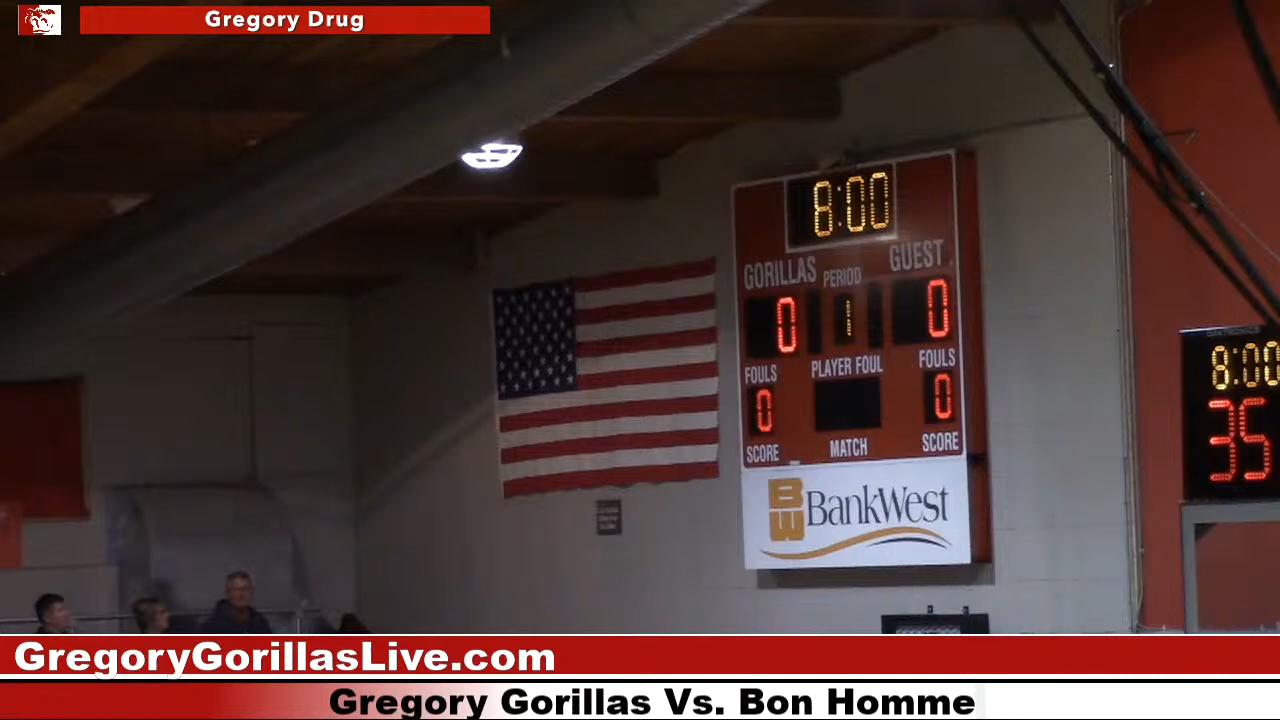 Gregory Drug
8:00
GORILLAS PERIOD GUEST
0 1 0
FOULS PLAYER FOUL FOULS
0 0
SCORE MATCH SCORE
BW BankWest
8:00
35
GregoryGorillasLive.com
Gregory Gorillas Vs. Bon Homme